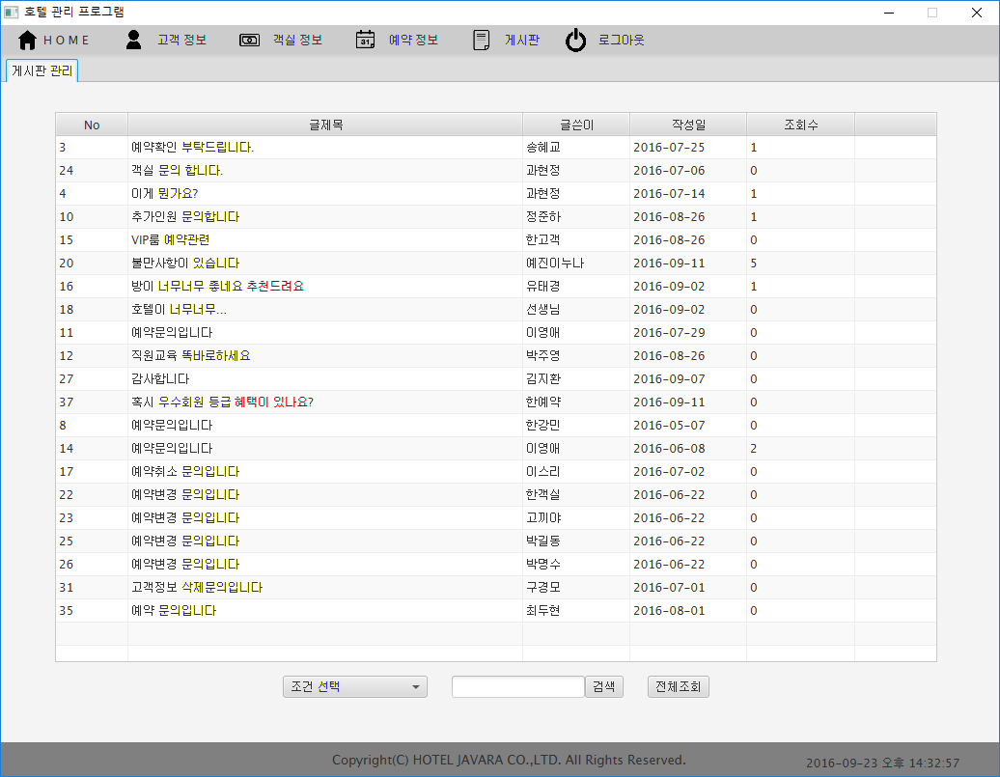 호텔 관리 프로그램
HOME 고객 정보 객실 정보 예약 정보 게시판 로그아웃
게시판 관리
No 글제목 글쓴이 작성일 조회수
3 예약확인 부탁드립니다. 송혜교 2016-07-25 1
24 객실 문의 합니다. 곽현정 2016-07-06 0
4 이게 뭔가요? 곽현정 2016-07-14 1
10 추가인원 문의합니다 정준하 2016-08-26 1
15 VIP룸 예약관련 한고객 2016-08-26 0
20 불만사항이 있습니다 예진이누나 2016-09-11 5
16 방이 너무너무 좋네요 추천드려요 유태경 2016-09-02 1
18 호텔이 너무너무... 선생님 2016-09-02 0
11 예약문의입니다 이영애 2016-07-29 0
12 직원교육 똑바로하세요 박주영 2016-08-26 0
27 감사합니다 김지환 2016-09-07 0
37 혹시 우수회원 등급 혜택이 있나요? 한예약 2016-09-11 0
8 예약문의입니다 한강민 2016-05-07 0
14 예약문의입니다 이영애 2016-06-08 2
17 예약취소 문의입니다 이스리 2016-07-02 0
22 예약변경 문의입니다 한객실 2016-06-22 0
23 예약변경 문의입니다 고끼야 2016-06-22 0
25 예약변경 문의입니다 박길동 2016-06-22 0
26 예약변경 문의입니다 박명수 2016-06-22 0
31 고객정보 삭제문의입니다 구경모 2016-07-01 0
35 예약 문의입니다 최두현 2016-08-01 0
조건 선택 검색 전체조회
Copyright(C) HOTEL JAVARA CO.,LTD. All Rights Reserved.
2016-09-23 오후 14:32:57